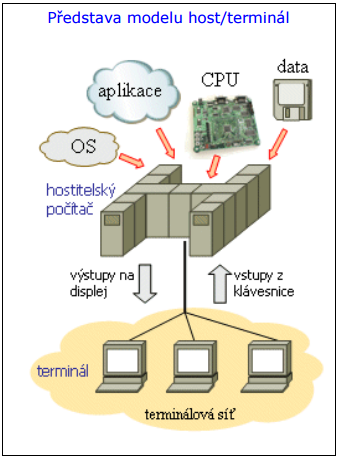 Představa modelu host/terminál
aplikace
CPU
data
OS
hostitelský
počítač
výstupy na
displej
vstupy z
klávesnice
terminál
terminálová síť